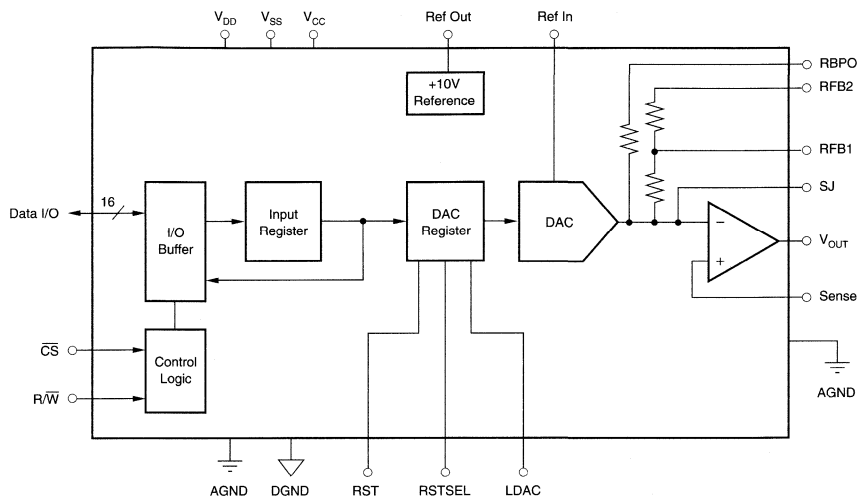 V_DD
V_SS
V_CC
Ref Out
Ref In
+10V
Reference
RBPO
RFB2
RFB1
SJ
Data I/O
16
I/O
Buffer
Input
Register
DAC
Register
DAC
−
+
V_OUT
Sense
C̅S̅
R/W̅
Control
Logic
AGND
AGND
DGND
RST
RSTSEL
LDAC